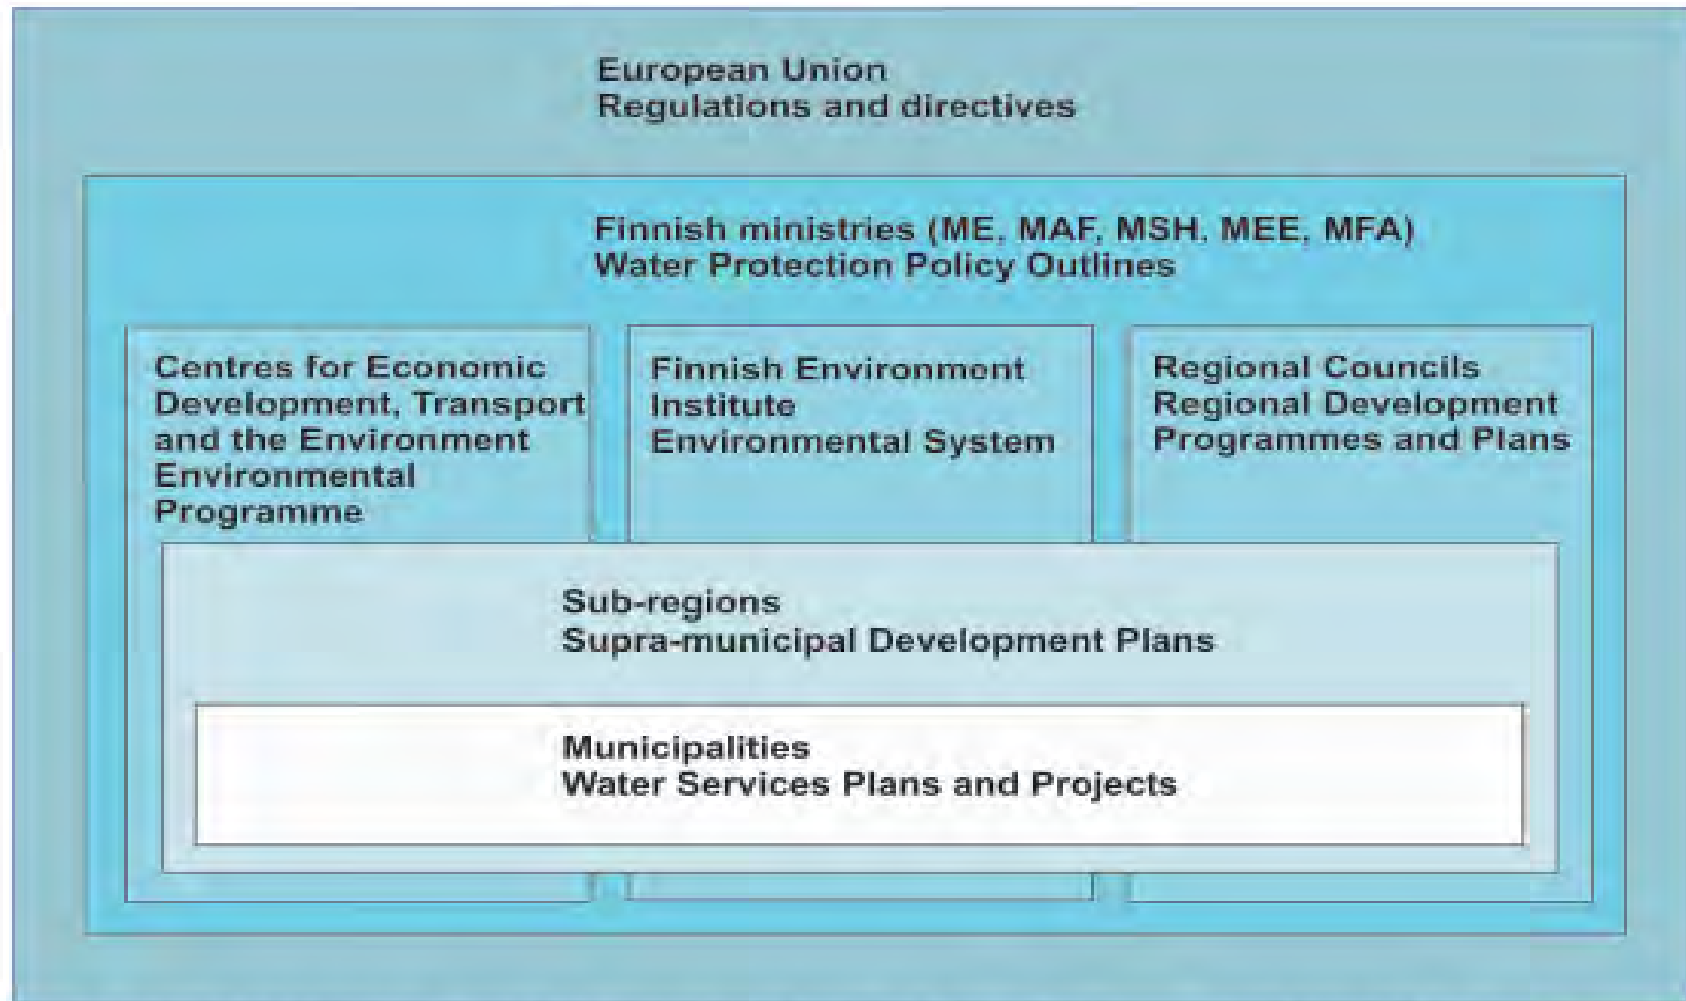 European Union
Regulations and directives
Finnish ministries (ME, MAF, MSH, MEE, MFA)
Water Protection Policy Outlines
Centres for Economic
Development, Transport
and the Environment
Environmental
Programme
Finnish Environment
Institute
Environmental System
Regional Councils
Regional Development
Programmes and Plans
Sub-regions
Supra-municipal Development Plans
Municipalities
Water Services Plans and Projects